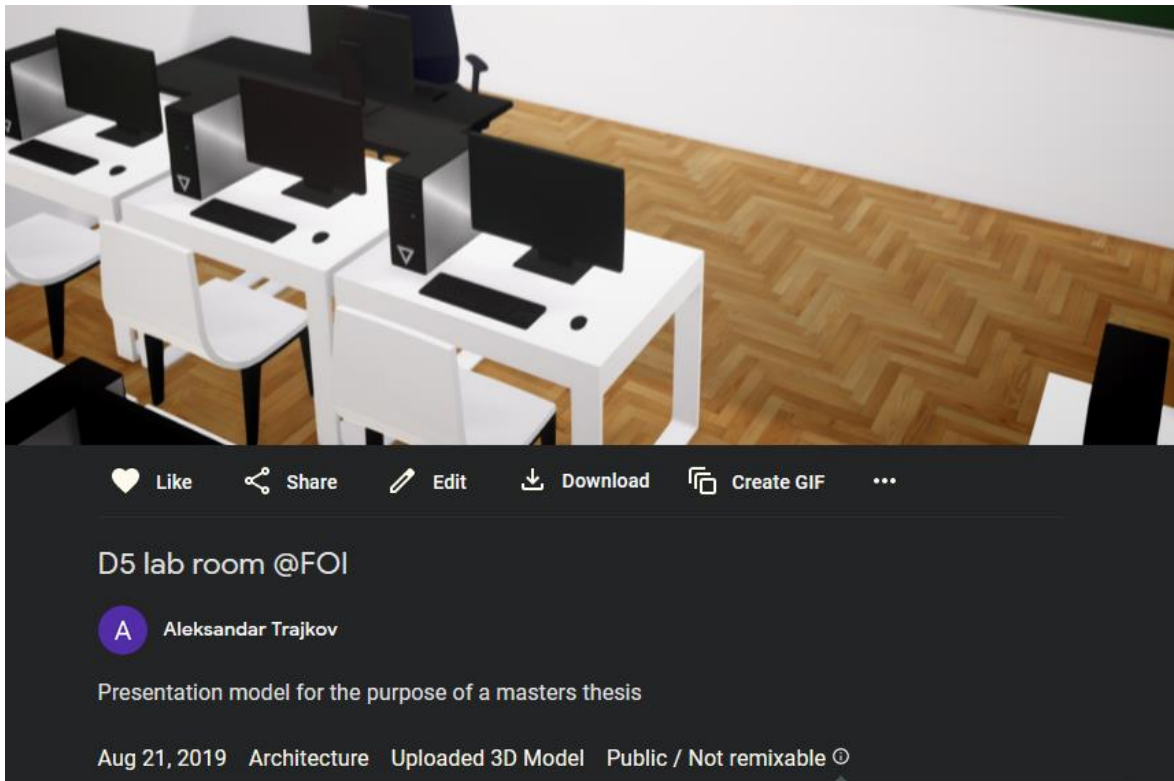 Like Share Edit Download Create GIF
D5 lab room @FOI
A Aleksandar Trajkov
Presentation model for the purpose of a masters thesis
Aug 21, 2019 Architecture Uploaded 3D Model Public / Not remixable